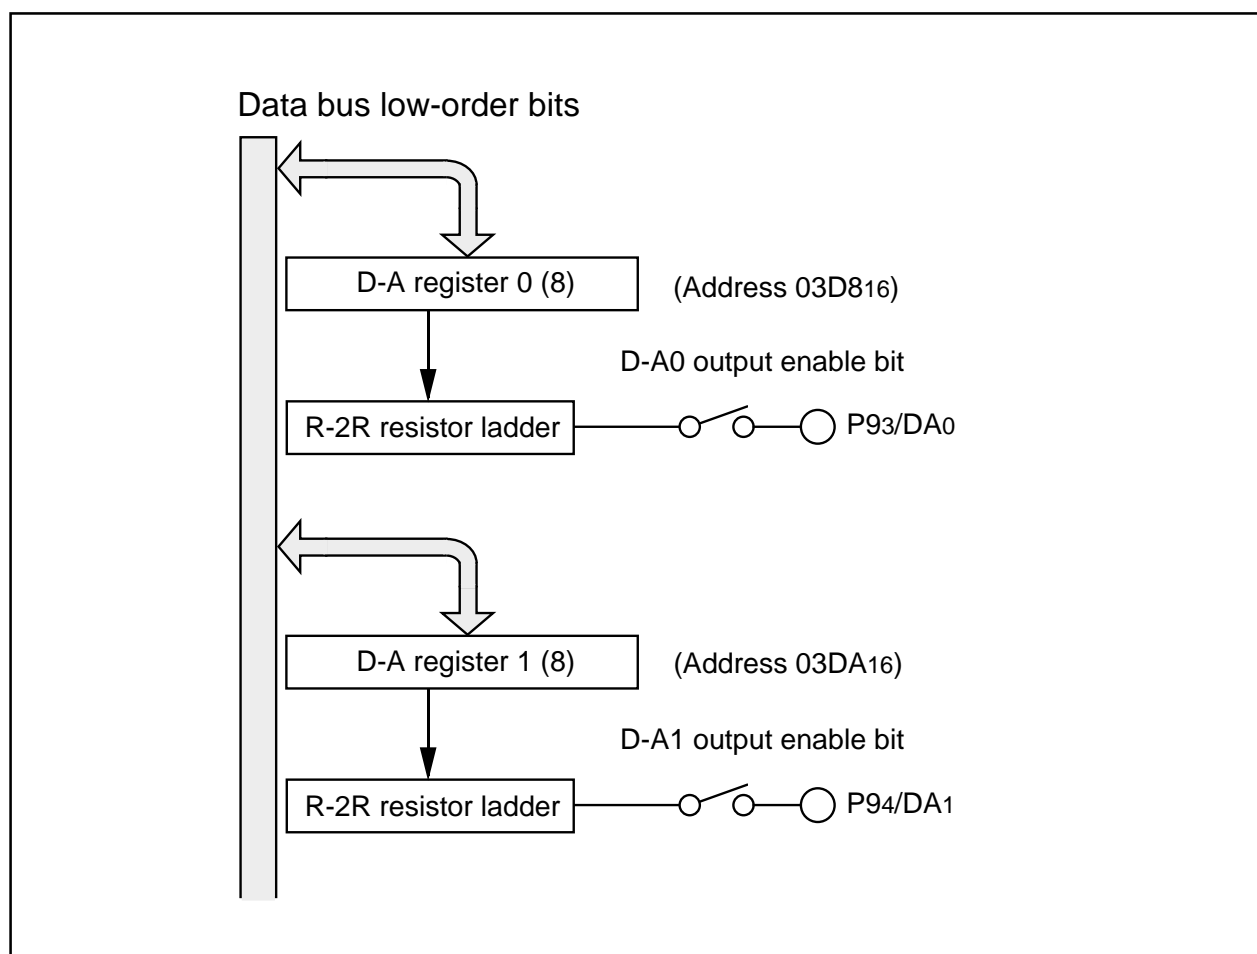 Data bus low-order bits
D-A register 0 (8)
(Address 03D816)
D-A0 output enable bit
R-2R resistor ladder
P93/DA0
D-A register 1 (8)
(Address 03DA16)
D-A1 output enable bit
R-2R resistor ladder
P94/DA1